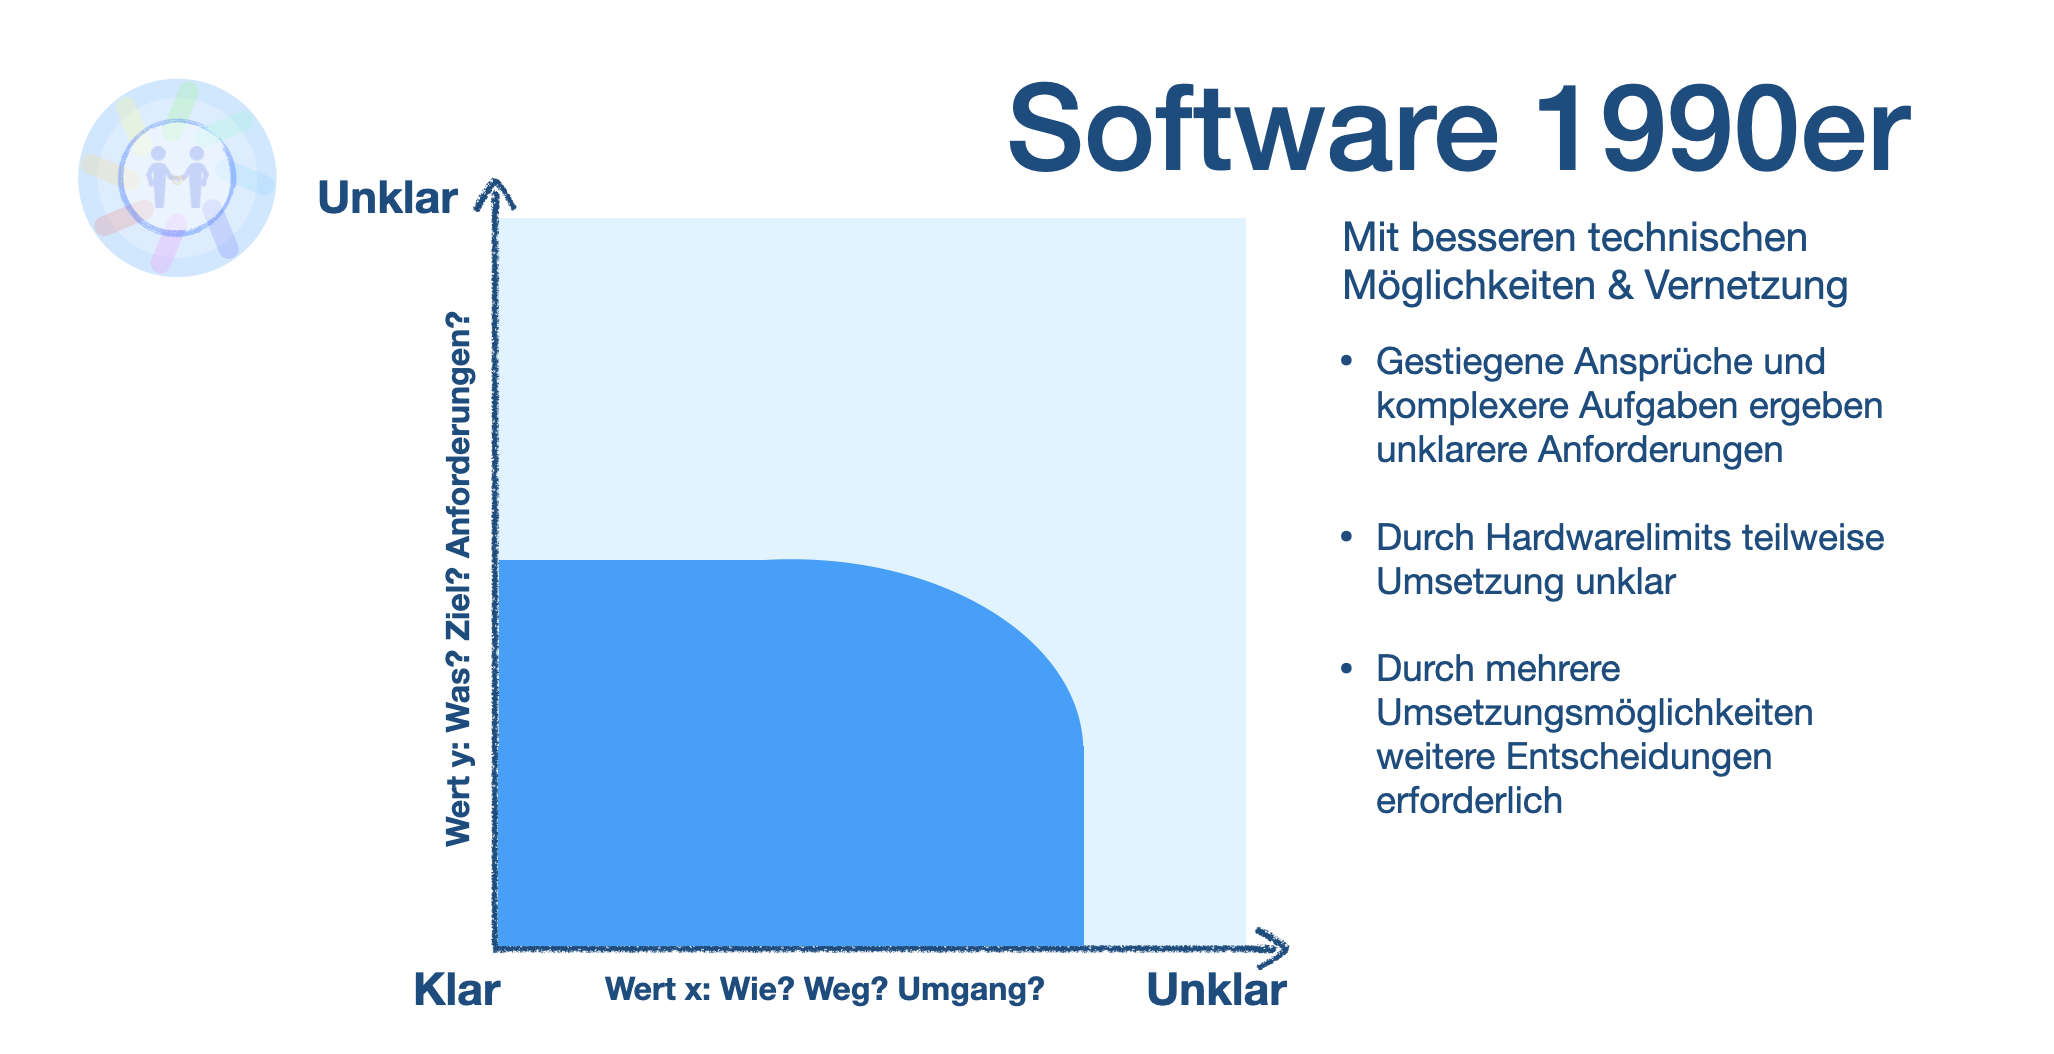 Software 1990er
Unklar
Wert y: Was? Ziel? Anforderungen?
Klar
Wert x: Wie? Weg? Umgang?
Unklar
Mit besseren technischen
Möglichkeiten & Vernetzung
• Gestiegene Ansprüche und
komplexere Aufgaben ergeben
unklarere Anforderungen
• Durch Hardwarelimits teilweise
Umsetzung unklar
• Durch mehrere
Umsetzungsmöglichkeiten
weitere Entscheidungen
erforderlich